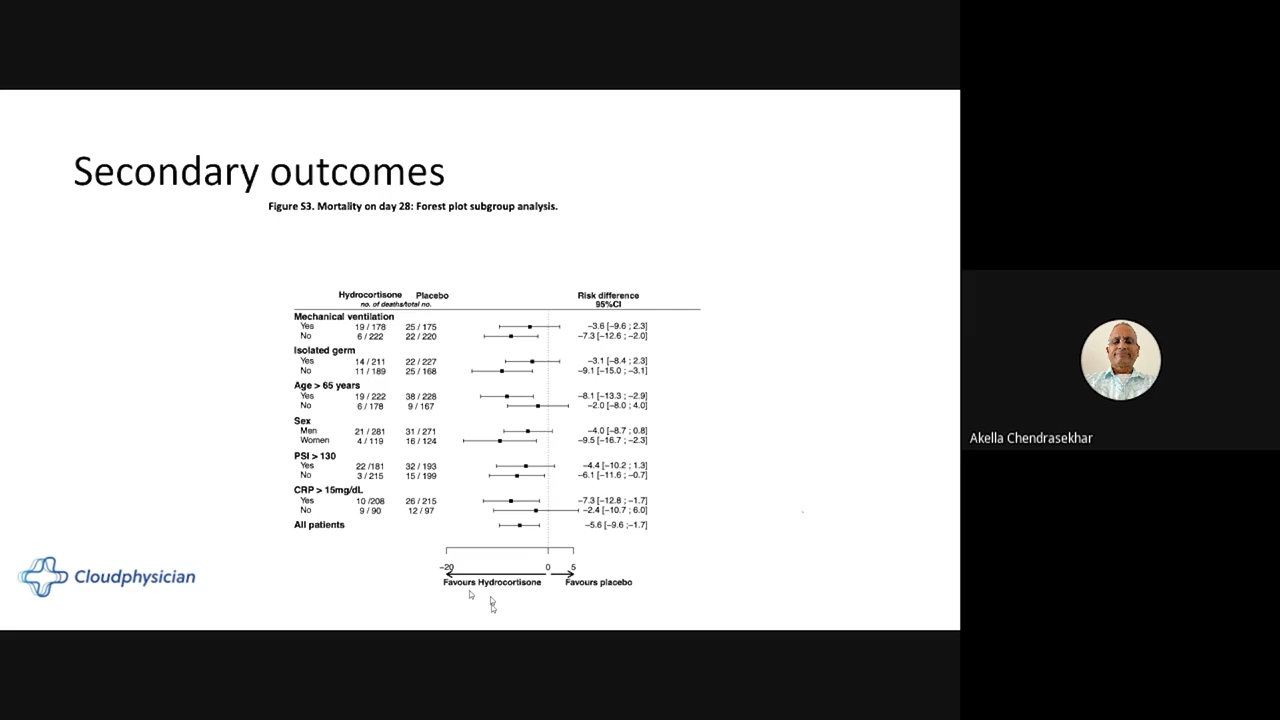 Secondary outcomes
Figure S3. Mortality on day 28: Forest plot subgroup analysis.
Hydrocortisone Placebo Risk difference
no. of deaths/total no. 95%CI
Mechanical ventilation
Yes 19 / 178 25 / 175 −3.6 [−9.6 ; 2.3]
No 6 / 222 22 / 220 −7.3 [−12.6 ; −2.0]
Isolated germ
Yes 14 / 211 22 / 227 −3.1 [−8.4 ; 2.3]
No 11 / 189 25 / 168 −9.1 [−15.0 ; −3.1]
Age > 65 years
Yes 19 / 222 38 / 228 −8.1 [−13.3 ; −2.9]
No 6 / 178 9 / 167 −2.0 [−8.0 ; 4.0]
Sex
Men 21 / 281 31 / 271 −4.0 [−8.7 ; 0.8]
Women 4 / 119 16 / 124 −9.5 [−16.7 ; −2.3]
PSI > 130
Yes 22 /181 32 / 193 −4.4 [−10.2 ; 1.3]
No 3 / 215 15 / 199 −6.1 [−11.6 ; −0.7]
CRP > 15mg/dL
Yes 10 /208 26 / 215 −7.3 [−12.8 ; −1.7]
No 9 / 90 12 / 97 −2.4 [−10.7 ; 6.0]
All patients −5.6 [−9.6 ; −1.7]
−20 0 5
Favours Hydrocortisone Favours placebo
Cloudphysician
Akella Chendrasekhar